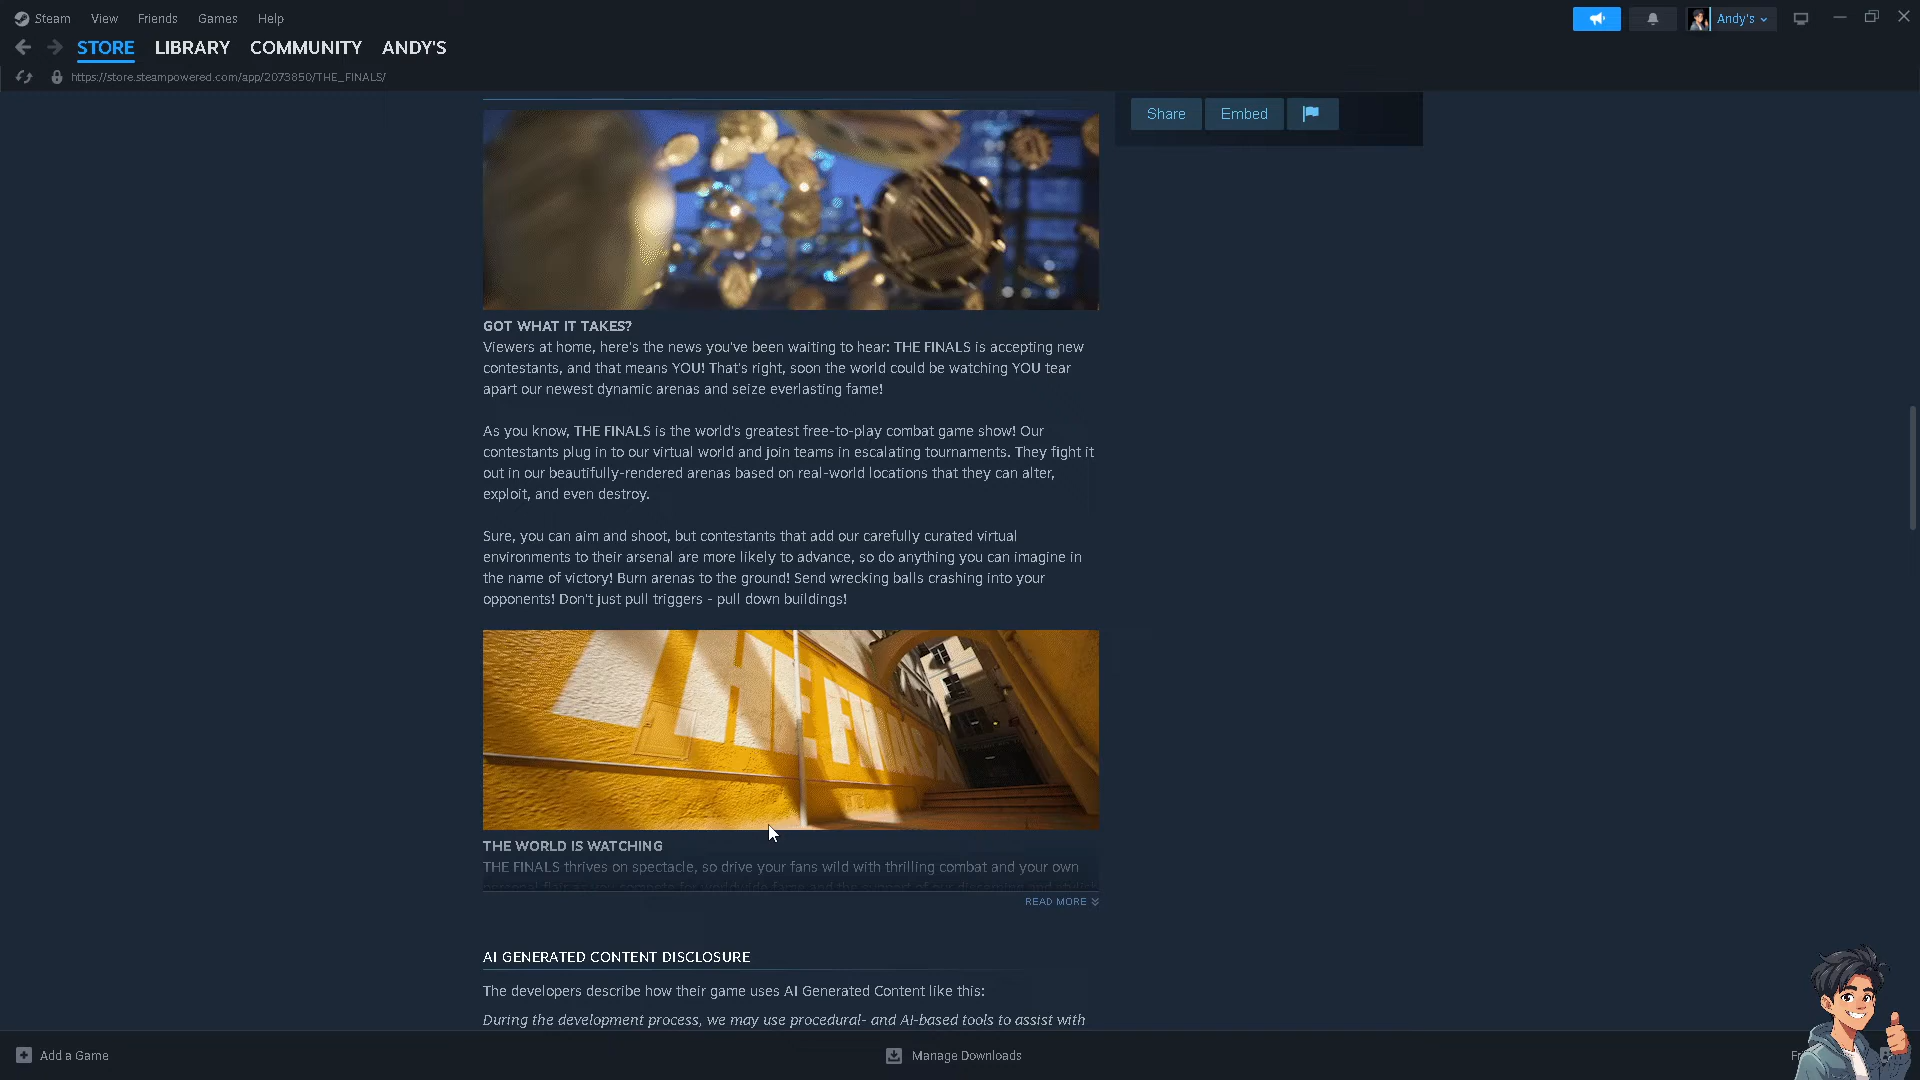 Steam View Friends Games Help
Andy's
STORE LIBRARY COMMUNITY ANDY'S
https://store.steampowered.com/app/2073850/THE_FINALS/
Share Embed
GOT WHAT IT TAKES?
Viewers at home, here's the news you've been waiting to hear: THE FINALS is accepting new
contestants, and that means YOU! That's right, soon the world could be watching YOU tear
apart our newest dynamic arenas and seize everlasting fame!
As you know, THE FINALS is the world's greatest free-to-play combat game show! Our
contestants plug in to our virtual world and join teams in escalating tournaments. They fight it
out in our beautifully-rendered arenas based on real-world locations that they can alter,
exploit, and even destroy.
Sure, you can aim and shoot, but contestants that add our carefully curated virtual
environments to their arsenal are more likely to advance, so do anything you can imagine in
the name of victory! Burn arenas to the ground! Send wrecking balls crashing into your
opponents! Don't just pull triggers - pull down buildings!
THE FINALS
THE WORLD IS WATCHING
THE FINALS thrives on spectacle, so drive your fans wild with thrilling combat and your own
READ MORE
AI GENERATED CONTENT DISCLOSURE
The developers describe how their game uses AI Generated Content like this:
During the development process, we may use procedural- and AI-based tools to assist with
Add a Game
Manage Downloads